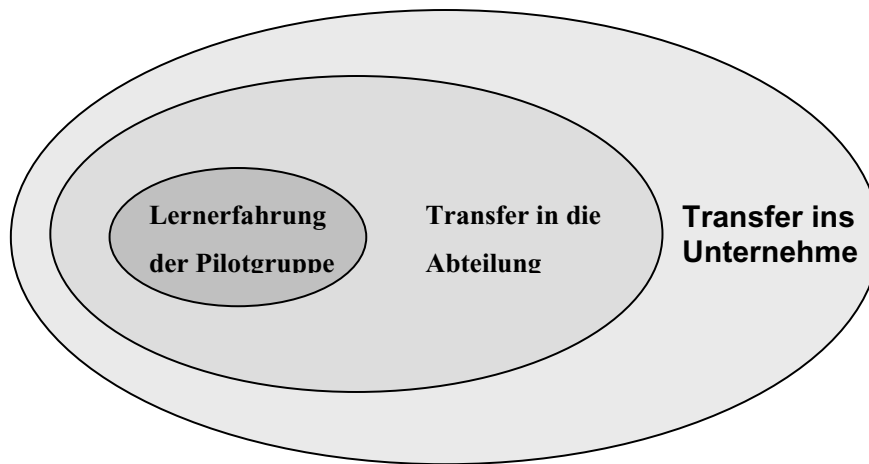 Lernerfahrung
der Pilotgruppe
Transfer in die
Abteilung
Transfer ins
Unternehme